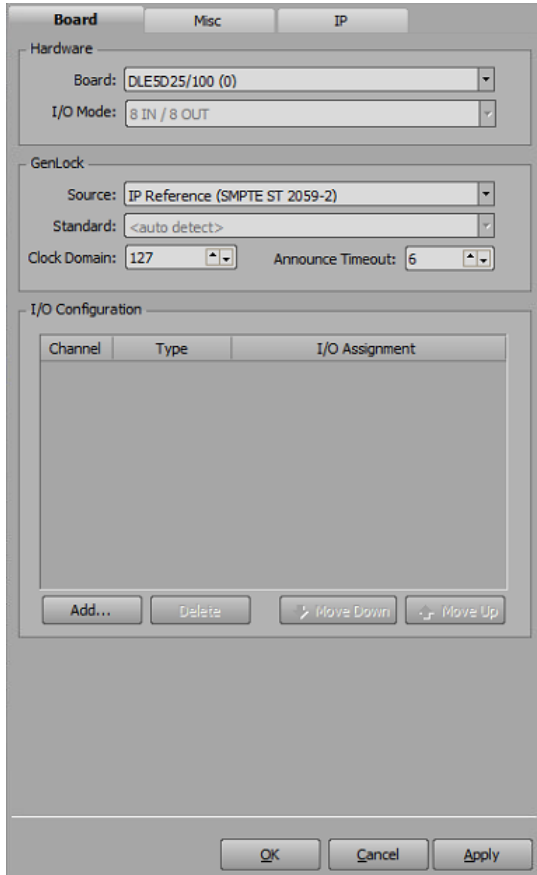 Board Misc IP
Hardware
Board: DLE5D25/100 (0)
I/O Mode: 8 IN / 8 OUT
GenLock
Source: IP Reference (SMPTE ST 2059-2)
Standard: <auto detect>
Clock Domain: 127 Announce Timeout: 6
I/O Configuration
Channel Type I/O Assignment
Add... Delete Move Down Move Up
OK Cancel Apply